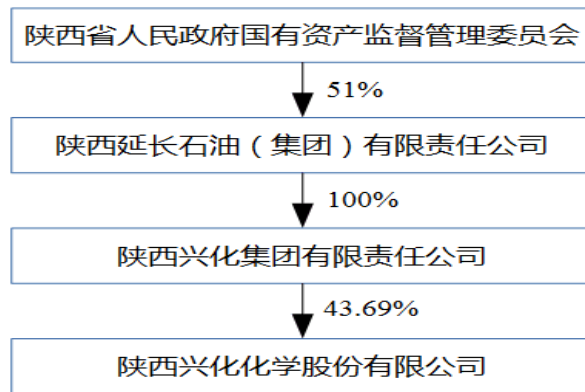 陕西省人民政府国有资产监督管理委员会
51%
陕西延长石油（集团）有限责任公司
100%
陕西兴化集团有限责任公司
43.69%
陕西兴化化学股份有限公司